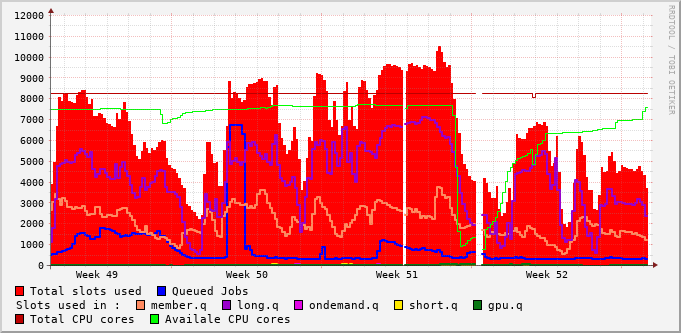 12000
11000
10000
9000
8000
7000
6000
5000
4000
3000
2000
1000
0
Week 49 Week 50 Week 51 Week 52
RRDTOOL / TOBI OETIKER
Total slots used Queued Jobs
Slots used in : member.q long.q ondemand.q short.q gpu.q
Total CPU cores Availale CPU cores